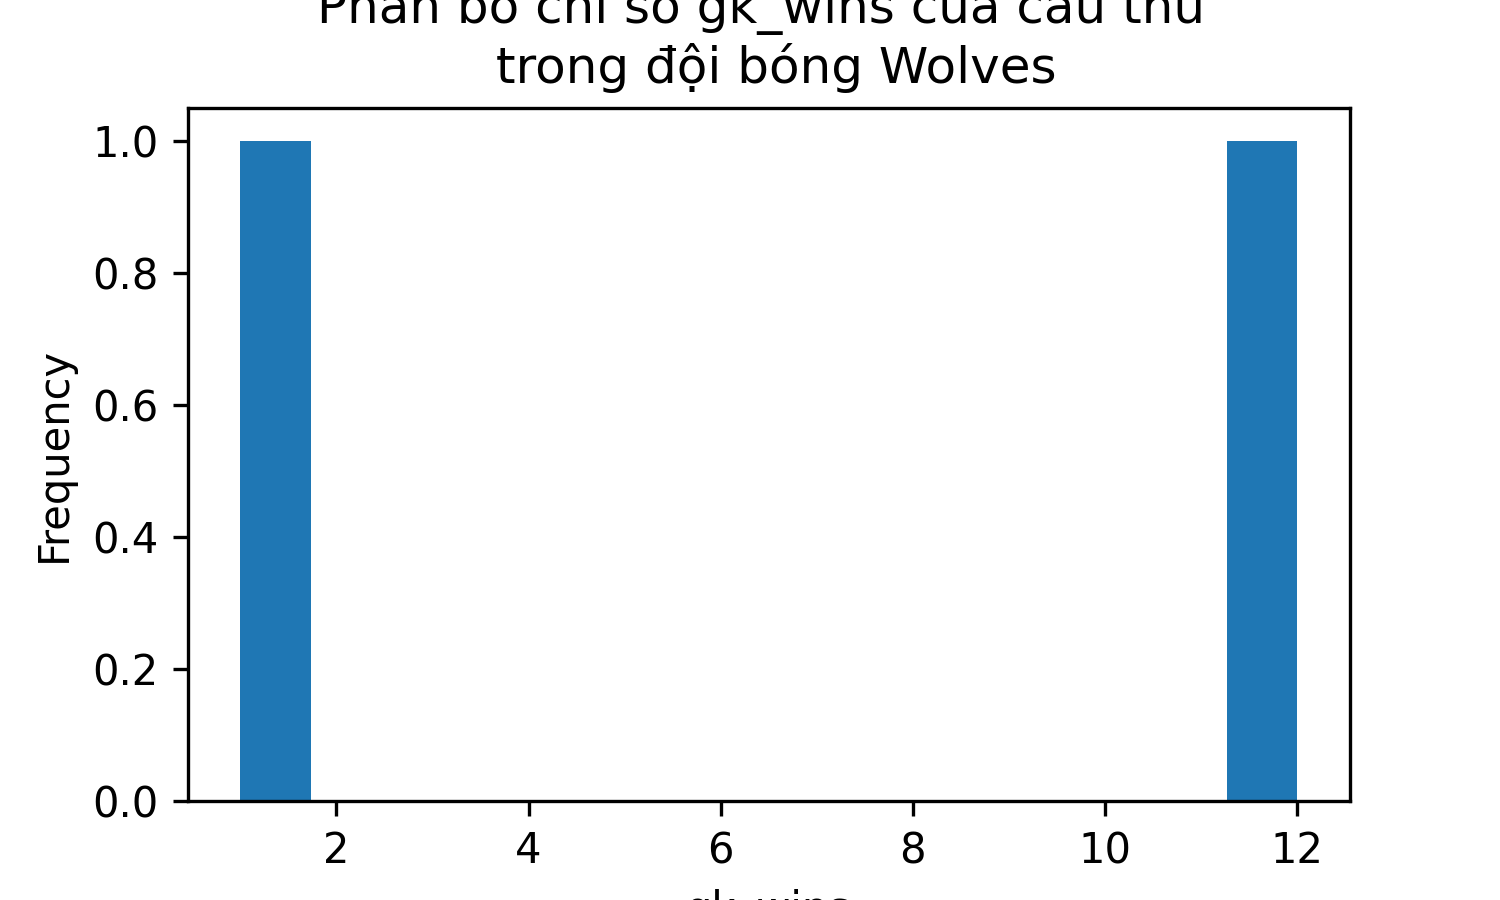 Phân bố chỉ số gk_wins của cầu thủ
trong đội bóng Wolves
1.0
0.8
0.6
0.4
0.2
0.0
Frequency
2 4 6 8 10 12
gk_wins